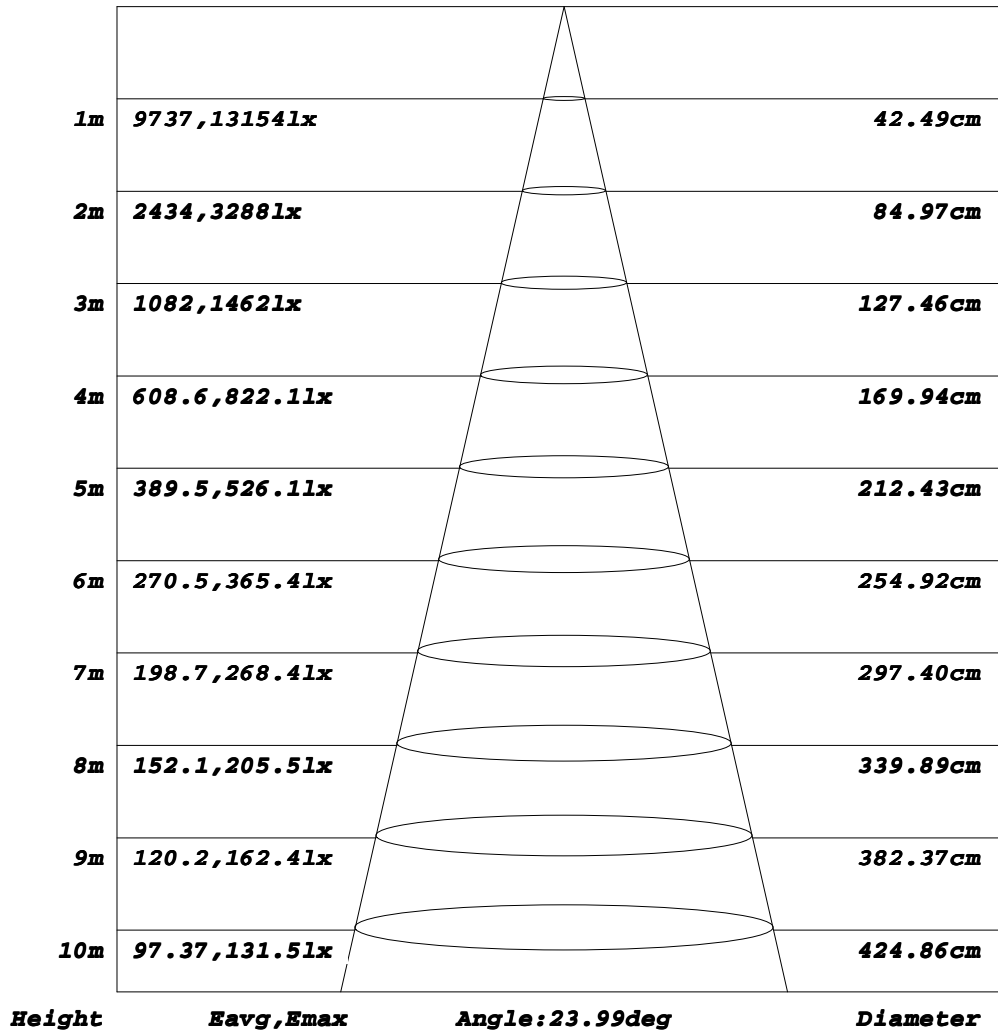 1m 9737,13154lx 42.49cm
2m 2434,3288lx 84.97cm
3m 1082,1462lx 127.46cm
4m 608.6,822.1lx 169.94cm
5m 389.5,526.1lx 212.43cm
6m 270.5,365.4lx 254.92cm
7m 198.7,268.4lx 297.40cm
8m 152.1,205.5lx 339.89cm
9m 120.2,162.4lx 382.37cm
10m 97.37,131.5lx 424.86cm
Height Eavg,Emax Angle:23.99deg Diameter